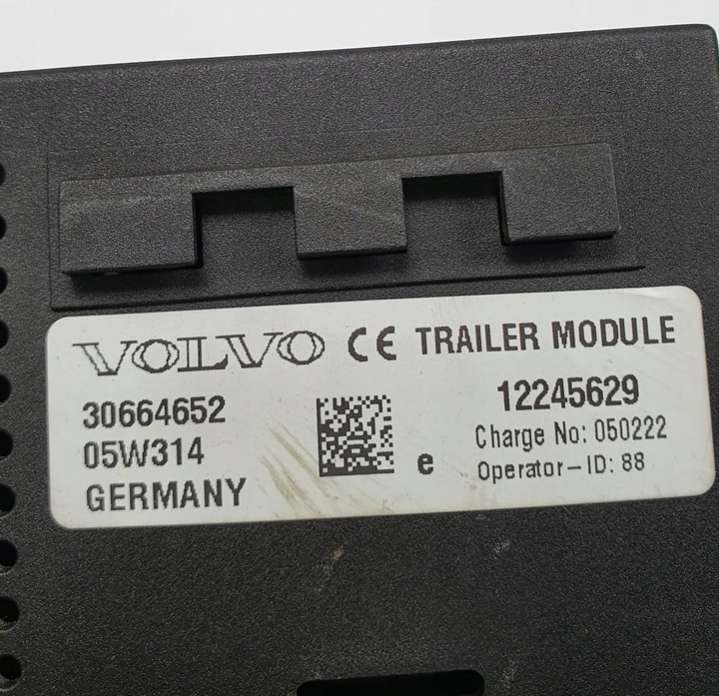 VOLVO CE TRAILER MODULE
30664652
05W314
GERMANY
e
12245629
Charge No: 050222
Operator-ID: 88